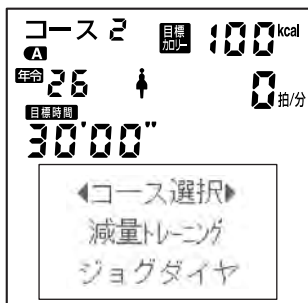 コース 2 目標カロリー 100 kcal
A
年令 26 0 拍/分
目標時間
30'00"
◀コース選択▶
減量トレーニング
ジョグダイヤ